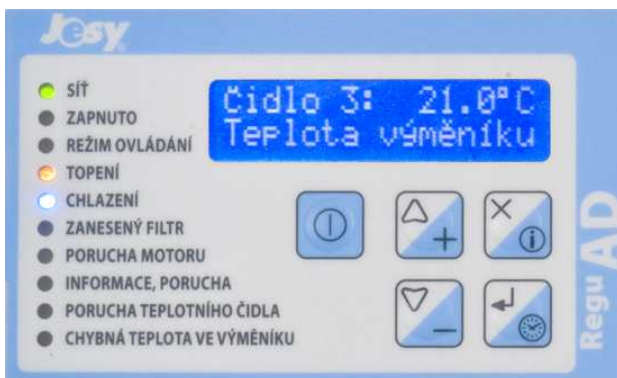 Jesy
SÍŤ
ZAPNUTO
REŽIM OVLÁDÁNÍ
TOPENÍ
CHLAZENÍ
ZANESENÝ FILTR
PORUCHA MOTORU
INFORMACE, PORUCHA
PORUCHA TEPLOTNÍHO ČIDLA
CHYBNÁ TEPLOTA VE VÝMĚNÍKU
Čidlo 3: 21.0°C
Teplota výměníku
Regu AD